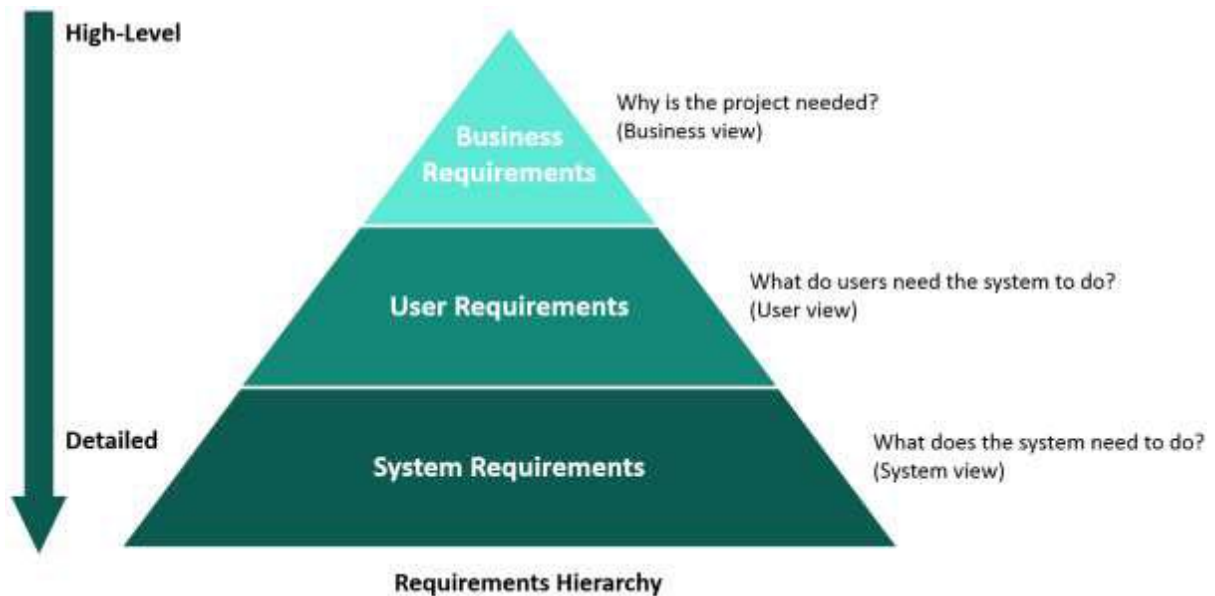 High-Level
Why is the project needed?
(Business view)
Business
Requirements
What do users need the system to do?
(User view)
User Requirements
Detailed
What does the system need to do?
(System view)
System Requirements
Requirements Hierarchy